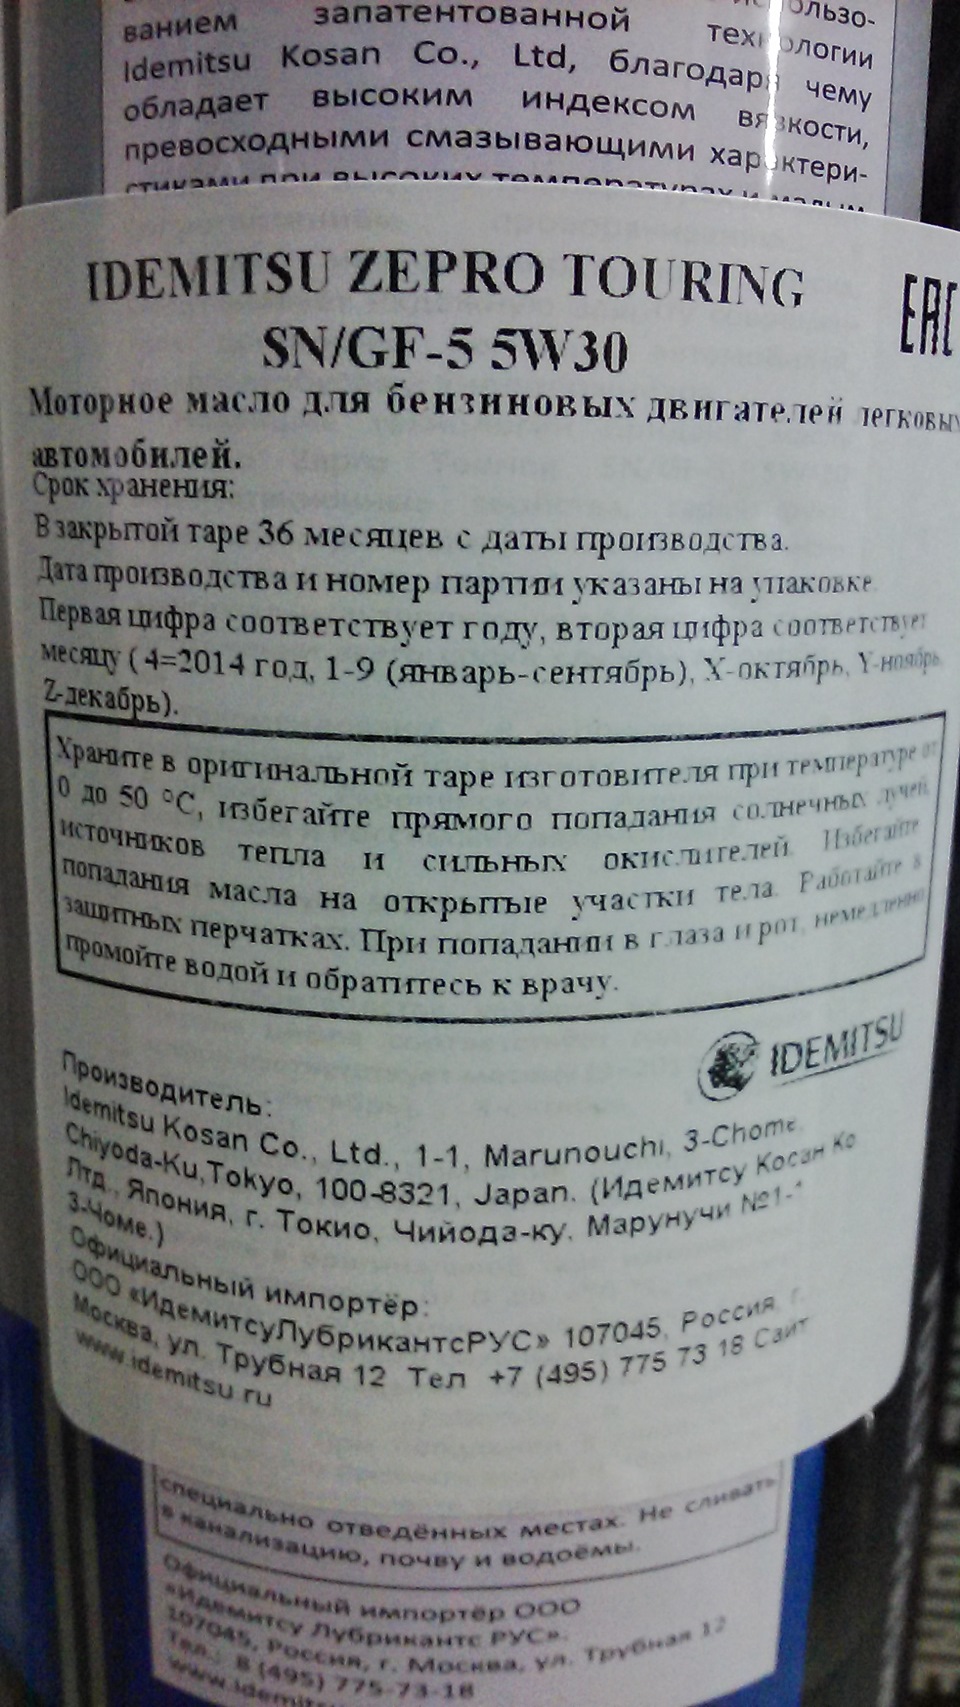 ользо-
ванием запатентованной технологии
Idemitsu Kosan Co., Ltd, благодаря чему
обладает высоким индексом вязкости,
превосходными смазывающими характери-
стиками при высоких температурах и малым
IDEMITSU ZEPRO TOURING
SN/GF-5 5W30
EAC
Моторное масло для бензиновых двигателей легковых
автомобилей.
Срок хранения:
В закрытой таре 36 месяцев с даты производства.
Дата производства и номер партии указаны на упаковке.
Первая цифра соответствует году, вторая цифра соответствует
месяцу ( 4=2014 год, 1-9 (январь-сентябрь), X-октябрь, Y-ноябрь,
Z-декабрь).
Храните в оригинальной таре изготовителя при температуре от
0 до 50 °C, избегайте прямого попадания солнечных лучей,
источников тепла и сильных окислителей. Избегайте
попадания масла на открытые участки тела. Работайте в
защитных перчатках. При попадании в глаза и рот, немедленно
промойте водой и обратитесь к врачу.
IDEMITSU
Производитель:
Idemitsu Kosan Co., Ltd., 1-1, Marunouchi, 3-Chome,
Chiyoda-Ku,Tokyo, 100-8321, Japan. (Идемитсу Косан Ко
Лтд., Япония, г. Токио, Чийода-ку, Марунучи №1-1
3-Чоме.)
Официальный импортёр:
ООО «ИдемитсуЛубрикантсРУС» 107045, Россия, г.
Москва, ул. Трубная 12 Тел +7 (495) 775 73 18 Сайт
www.idemitsu ru
специально отведённых местах. Не сливать
в канализацию, почву и водоёмы.
Официальный импортёр ООО
«Идемитсу Лубрикантс РУС».
107045, Россия, г. Москва, ул. Трубная 12
Тел.: 8 (495) 775-73-18
www.idemits